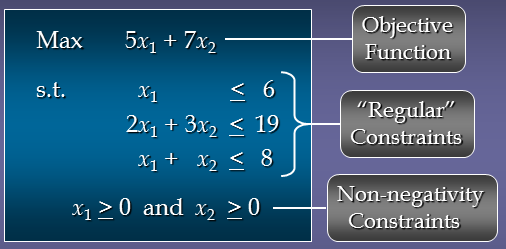 Max 5x₁ + 7x₂
Objective
Function
s.t. x₁ ≤ 6
2x₁ + 3x₂ ≤ 19
x₁ + x₂ ≤ 8
“Regular”
Constraints
x₁ ≥ 0 and x₂ ≥ 0
Non-negativity
Constraints